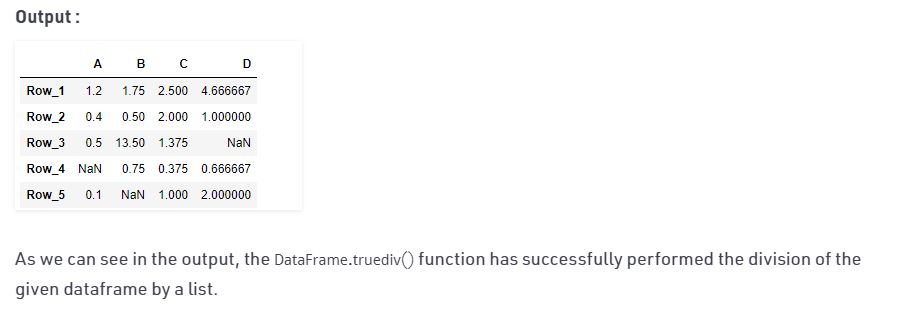 Output :
A B C D
Row_1 1.2 1.75 2.500 4.666667
Row_2 0.4 0.50 2.000 1.000000
Row_3 0.5 13.50 1.375 NaN
Row_4 NaN 0.75 0.375 0.666667
Row_5 0.1 NaN 1.000 2.000000
As we can see in the output, the DataFrame.truediv() function has successfully performed the division of the
given dataframe by a list.